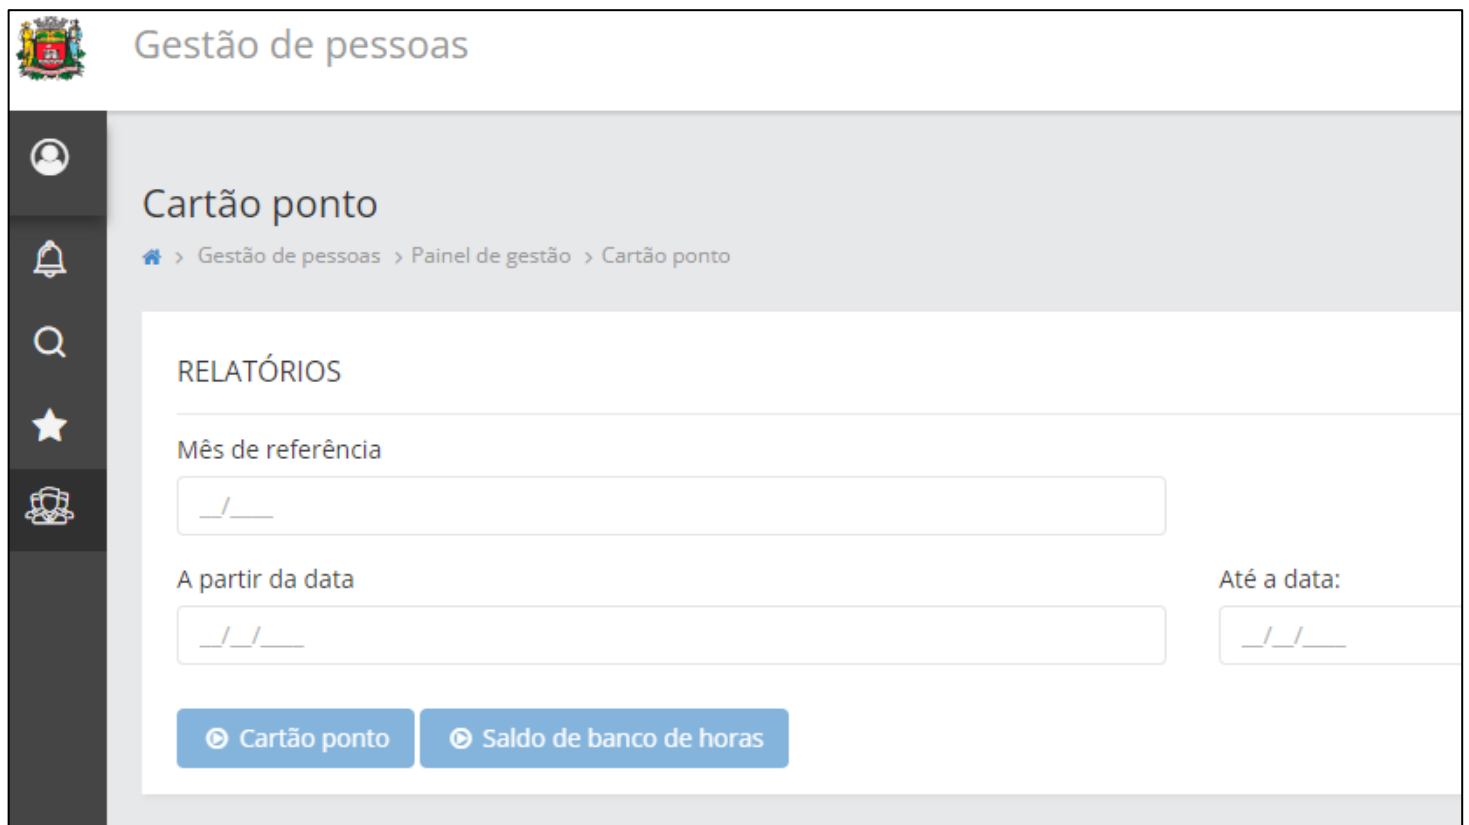 Gestão de pessoas
Cartão ponto
> Gestão de pessoas > Painel de gestão > Cartão ponto
RELATÓRIOS
Mês de referência
__/____
A partir da data
Até a data:
__/__/____
__/__/____
Cartão ponto
Saldo de banco de horas